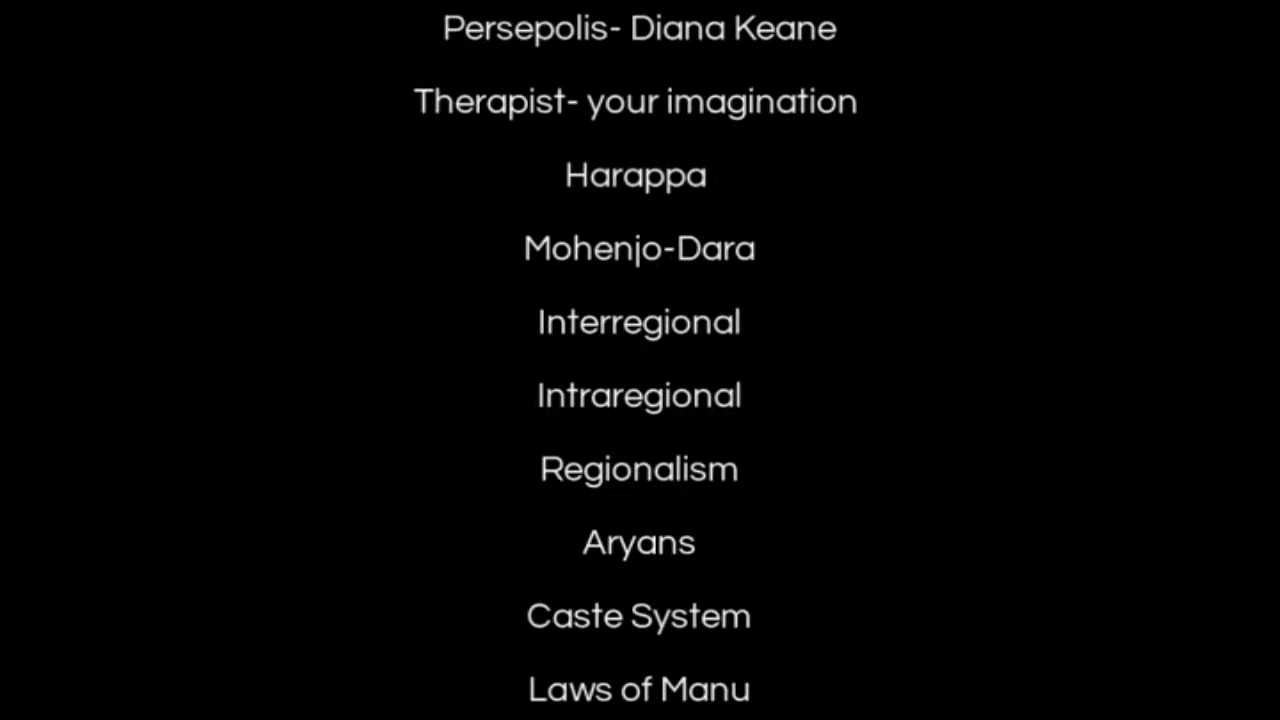 Persepolis- Diana Keane
Therapist- your imagination
Harappa
Mohenjo-Dara
Interregional
Intraregional
Regionalism
Aryans
Caste System
Laws of Manu